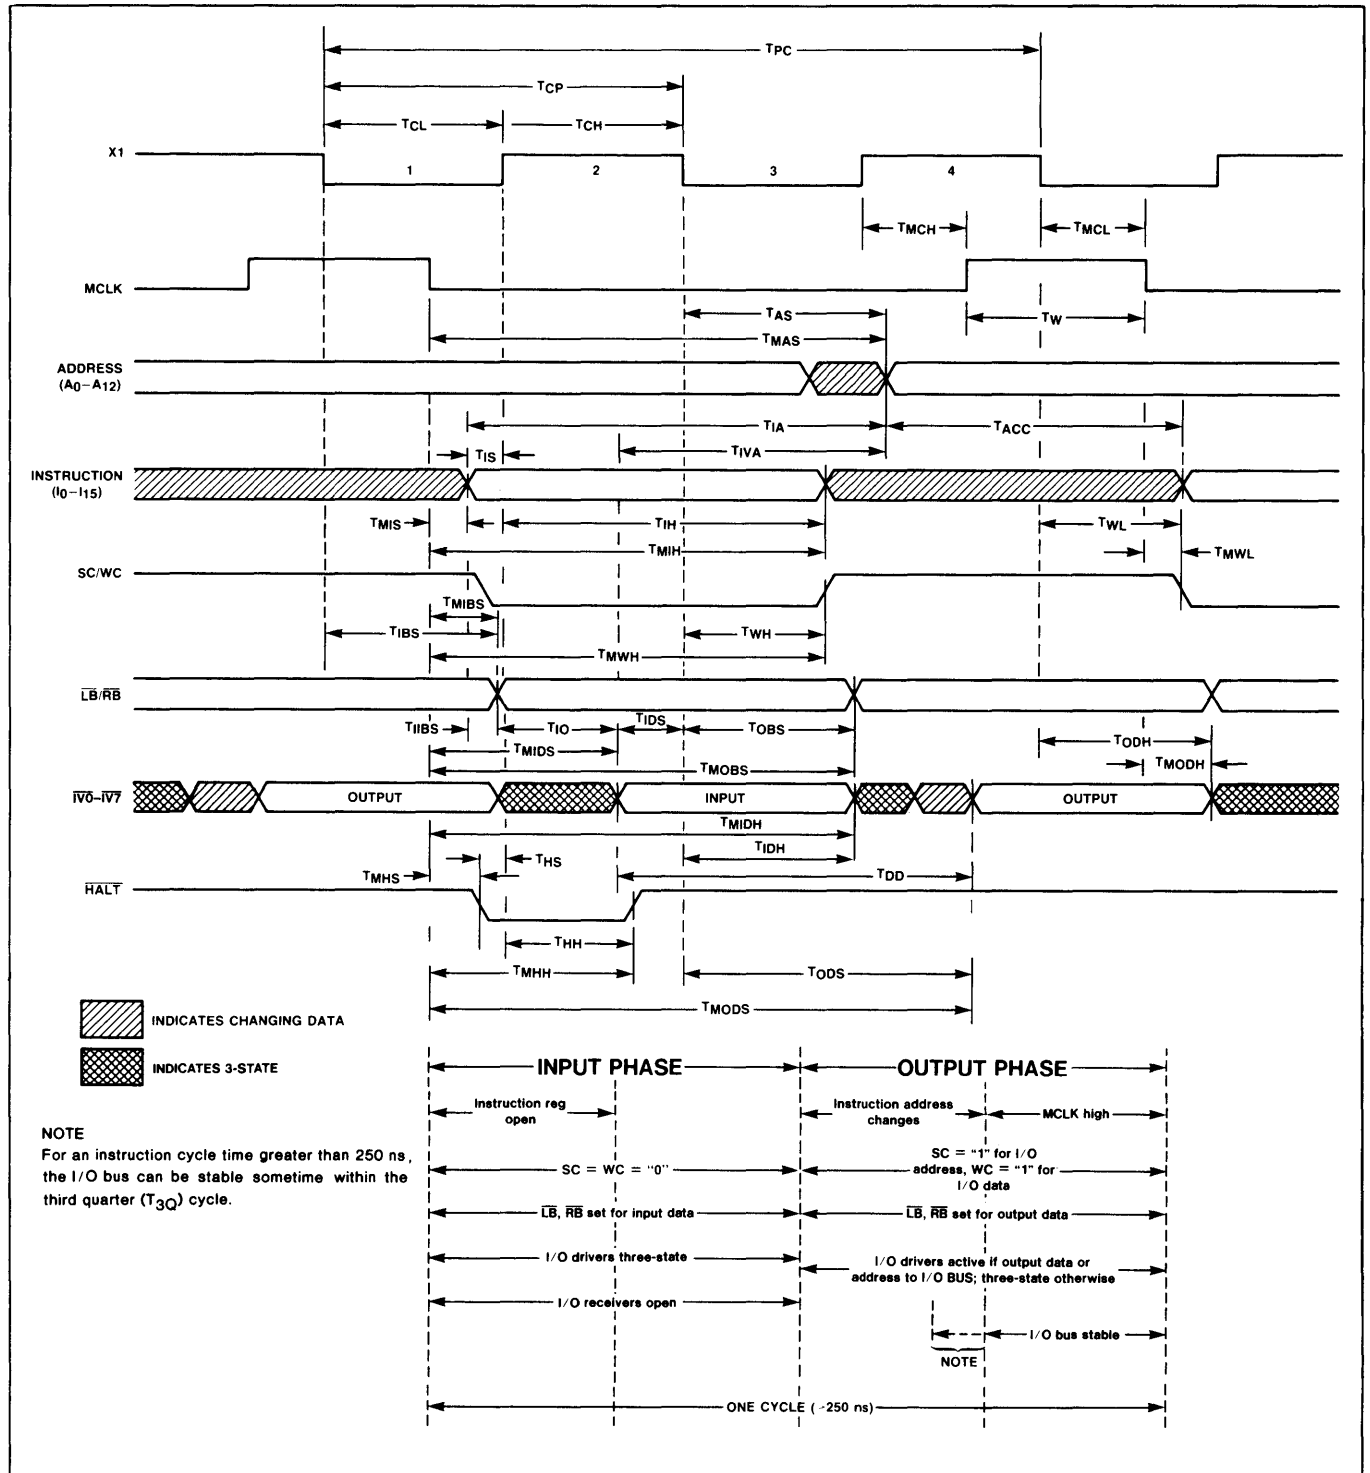 TPC
TCP
TCL TCH
X1 1 2 3 4
TMCH TMCL
MCLK
TAS TW
TMAS
ADDRESS
(A0–A12)
TIA TACC
TIS TIVA
INSTRUCTION
(I0–I15)
TMIS TIH TWL
TMIH TMWL
SC/WC
TMIBS
TIBS TWH
TMWH
LB/RB
TIIBS TIO TIDS TOBS
TMIDS TODH
TMOBS TMODH
IV0–IV7 OUTPUT INPUT OUTPUT
TMIDH
TIDH
THS
TMHS TDD
HALT
THH
TMHH TODS
TMODS
INDICATES CHANGING DATA
INDICATES 3-STATE
NOTE
For an instruction cycle time greater than 250 ns,
the I/O bus can be stable sometime within the
third quarter (T3Q) cycle.
INPUT PHASE OUTPUT PHASE
Instruction reg
open
Instruction address
changes
MCLK high
SC = WC = "0"
SC = "1" for I/O
address, WC = "1" for
I/O data
LB, RB set for input data LB, RB set for output data
I/O drivers three-state
I/O drivers active if output data or
address to I/O BUS; three-state otherwise
I/O receivers open
I/O bus stable
NOTE
ONE CYCLE (~250 ns)